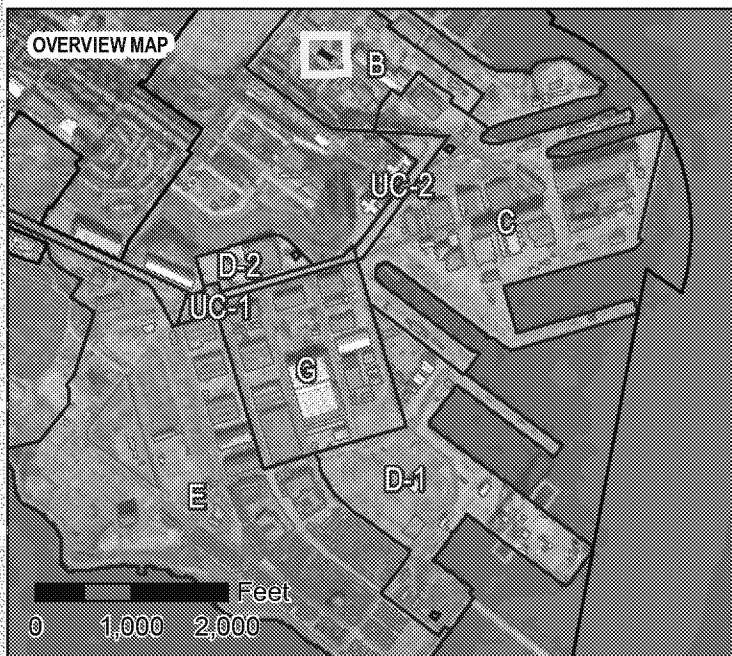 OVERVIEW MAP
B
UC-2
C
D-2
UC-1
G
D-1
E
Feet
0 1,000 2,000